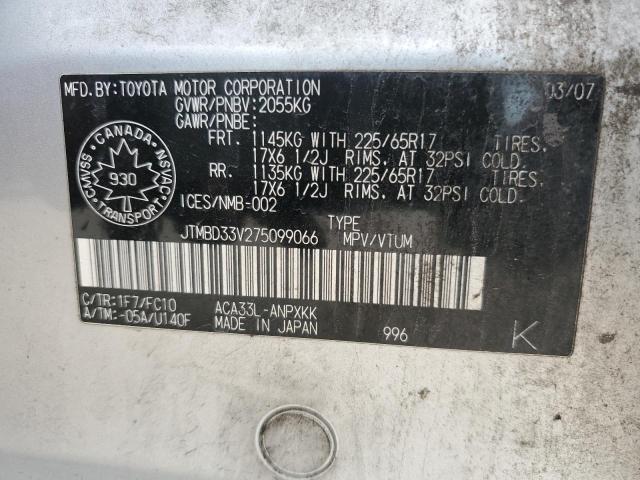 MFD.BY:TOYOTA MOTOR CORPORATION 03/07
GVWR/PNBV:2055KG
GAWR/PNBE:
FRT. 1145KG WITH 225/65R17 TIRES.
17X6 1/2J RIMS. AT 32PSI COLD.
RR. 1135KG WITH 225/65R17 TIRES.
17X6 1/2J RIMS. AT 32PSI COLD.
ICES/NMB-002
CANADA
CMVSS
NSVAC
930
TRANSPORT
TYPE
JTMBD33V275099066 MPV/VTUM
C/TR:1F7/FC10 ACA33L-ANPXKK
A/TM:-05A/U140F MADE IN JAPAN 996 K